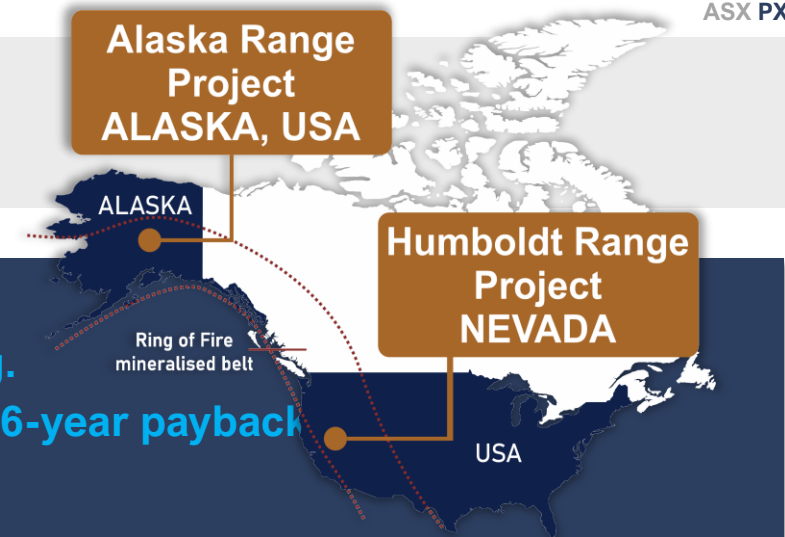 ASX PX
Alaska Range
Project
ALASKA, USA
ALASKA
Humboldt Range
Project
NEVADA
Ring of Fire
mineralised belt
6-year payback
USA